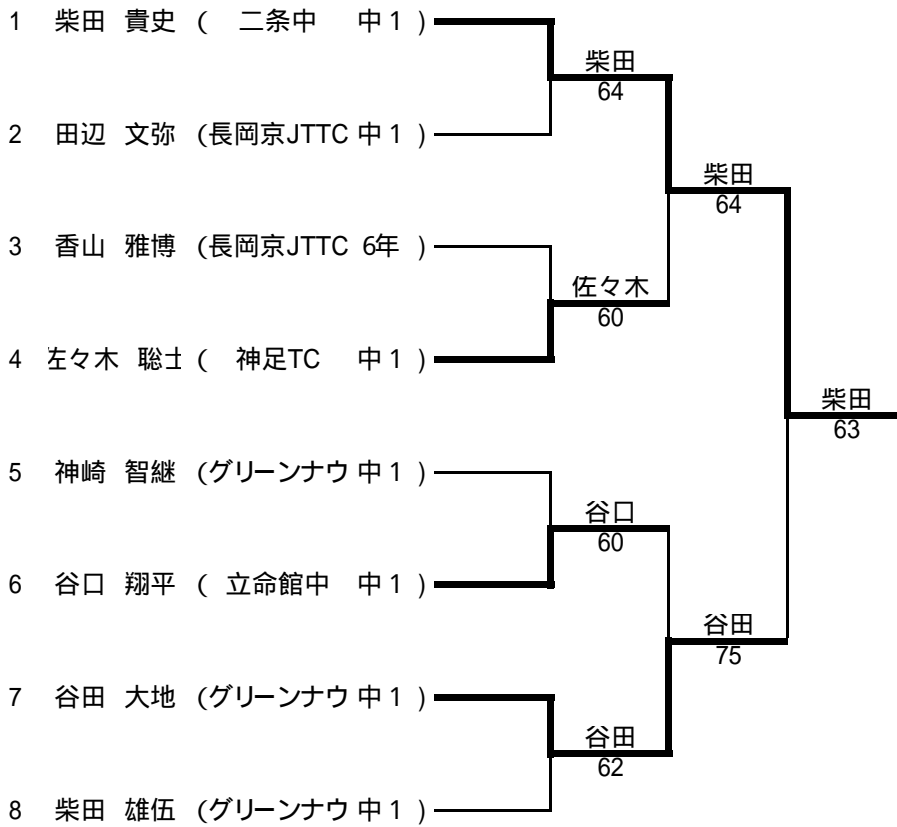 1 柴田 貴史 ( 二条中 中1 )
柴田
64
2 田辺 文弥 (長岡京JTTC 中1 )
柴田
64
3 香山 雅博 (長岡京JTTC 6年 )
佐々木
60
4 佐々木 聡士 ( 神足TC 中1 )
柴田
63
5 神崎 智継 (グリーンナウ 中1 )
谷口
60
6 谷口 翔平 ( 立命館中 中1 )
谷田
75
7 谷田 大地 (グリーンナウ 中1 )
谷田
62
8 柴田 雄伍 (グリーンナウ 中1 )